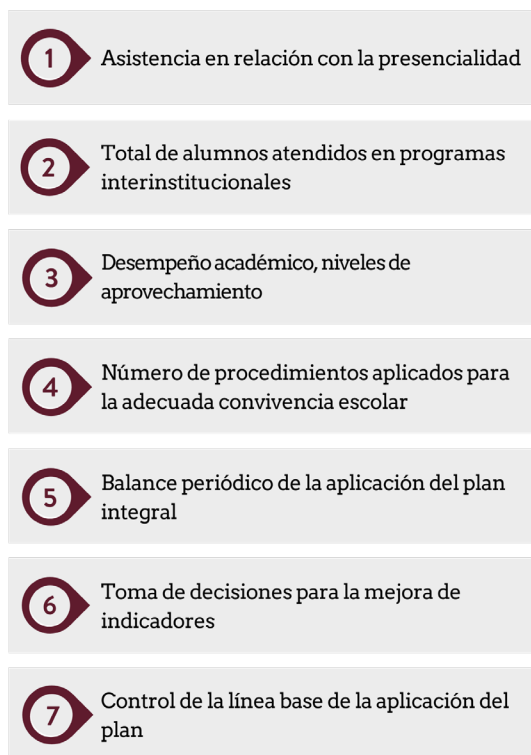 1
Asistencia en relación con la presencialidad
2
Total de alumnos atendidos en programas
interinstitucionales
3
Desempeño académico, niveles de
aprovechamiento
4
Número de procedimientos aplicados para
la adecuada convivencia escolar
5
Balance periódico de la aplicación del plan
integral
6
Toma de decisiones para la mejora de
indicadores
7
Control de la línea base de la aplicación del
plan